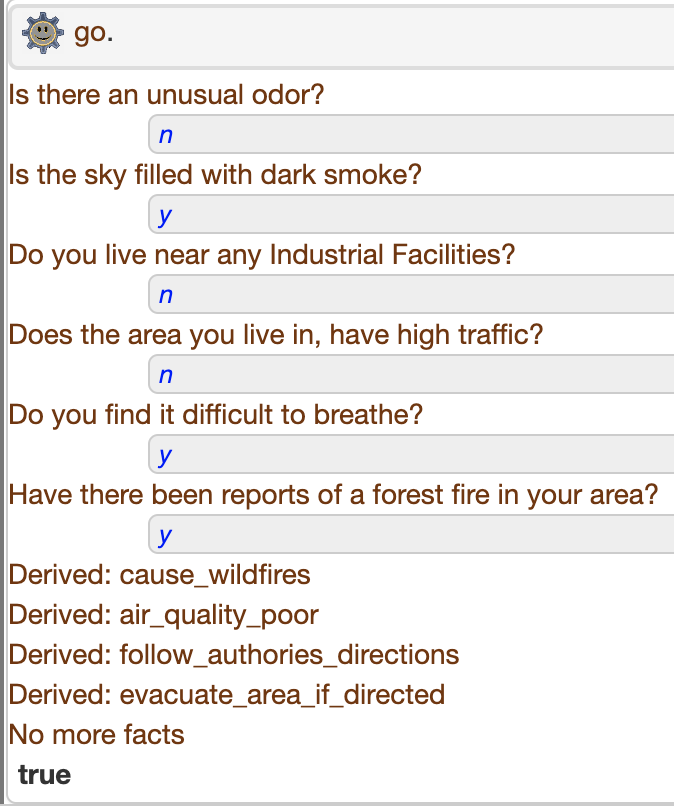 go.
Is there an unusual odor?
n
Is the sky filled with dark smoke?
y
Do you live near any Industrial Facilities?
n
Does the area you live in, have high traffic?
n
Do you find it difficult to breathe?
y
Have there been reports of a forest fire in your area?
y
Derived: cause_wildfires
Derived: air_quality_poor
Derived: follow_authories_directions
Derived: evacuate_area_if_directed
No more facts
true